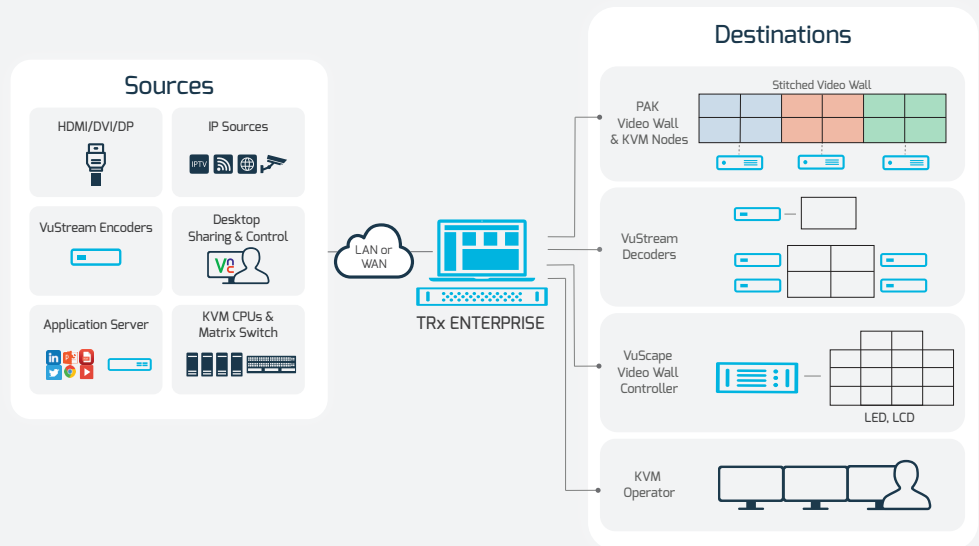 Sources
HDMI/DVI/DP
IP Sources
IPTV
VuStream Encoders
Desktop
Sharing & Control
Vnc
Application Server
in
KVM CPUs &
Matrix Switch
LAN or
WAN
TRx ENTERPRISE
Destinations
PAK
Video Wall
& KVM Nodes
Stitched Video Wall
VuStream
Decoders
VuScape
Video Wall
Controller
LED, LCD
KVM
Operator